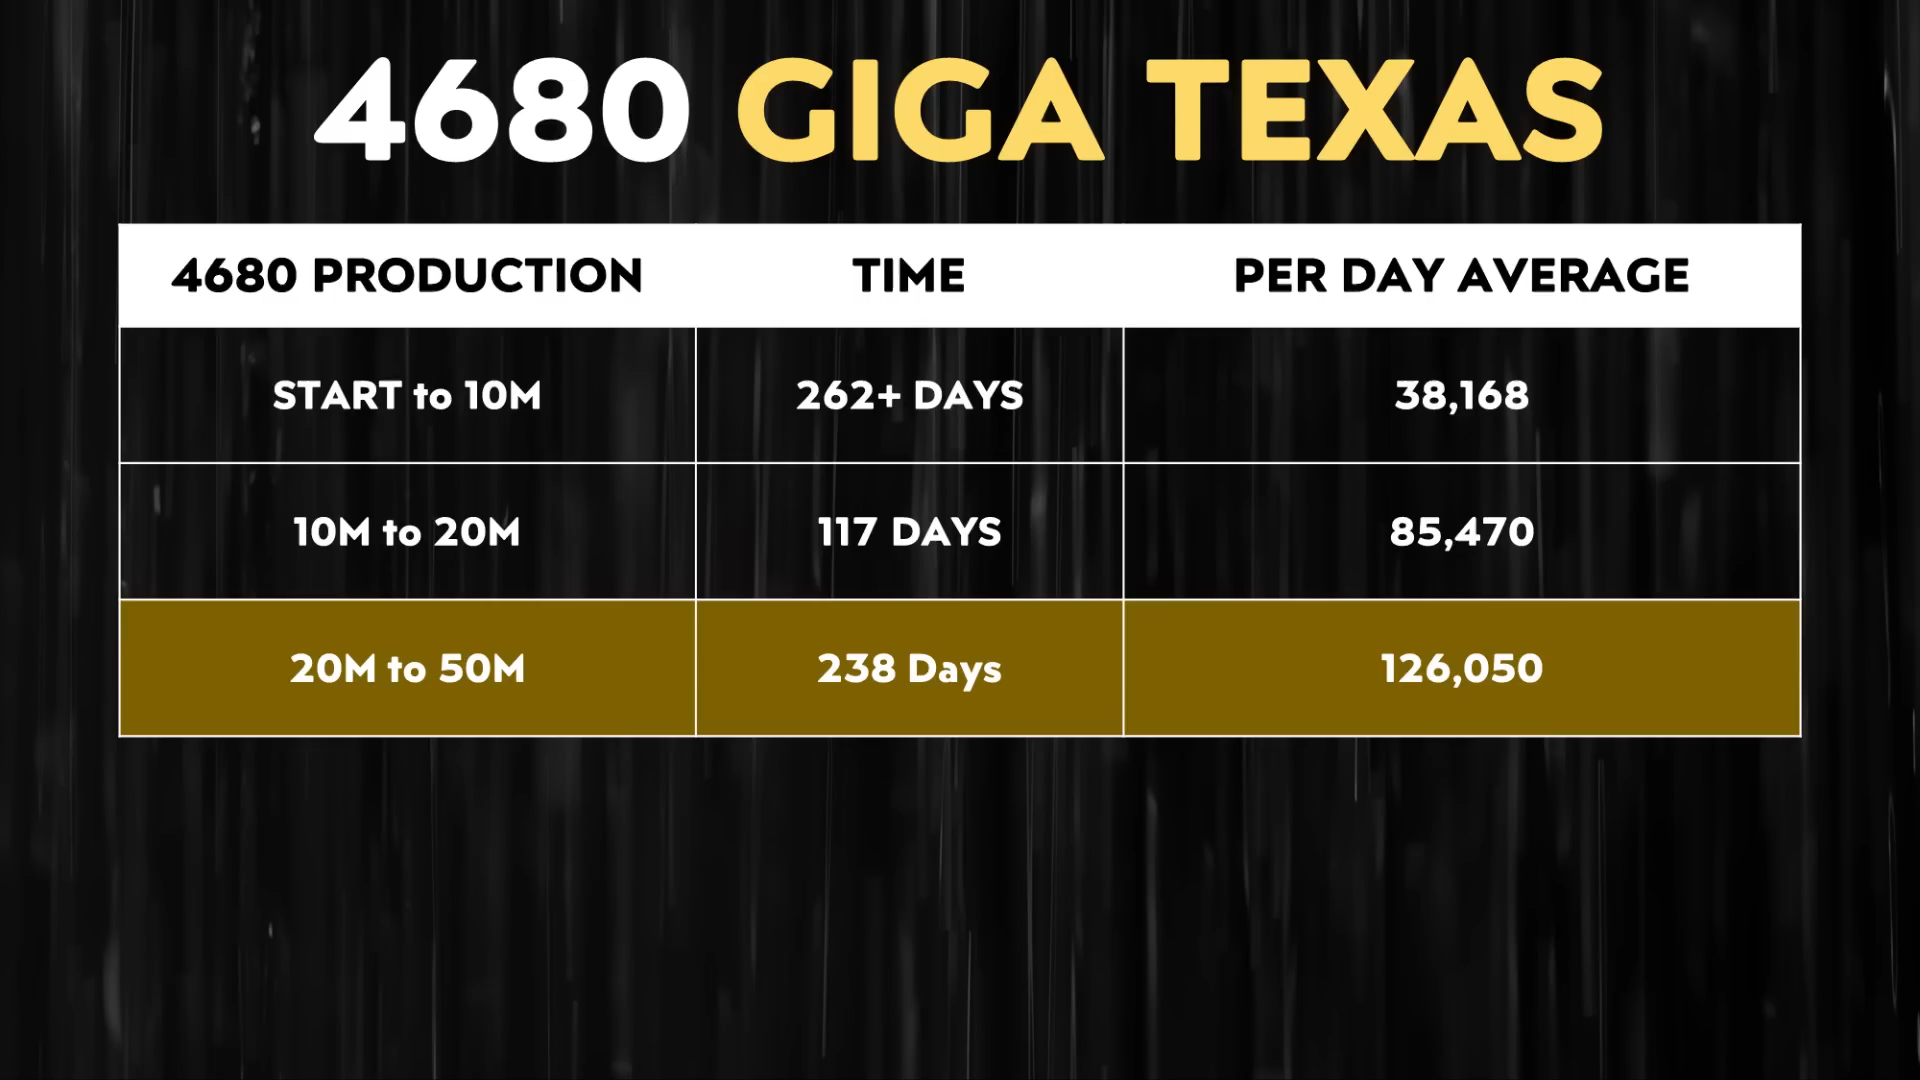 4680 GIGA TEXAS
4680 PRODUCTION TIME PER DAY AVERAGE
START to 10M 262+ DAYS 38,168
10M to 20M 117 DAYS 85,470
20M to 50M 238 Days 126,050